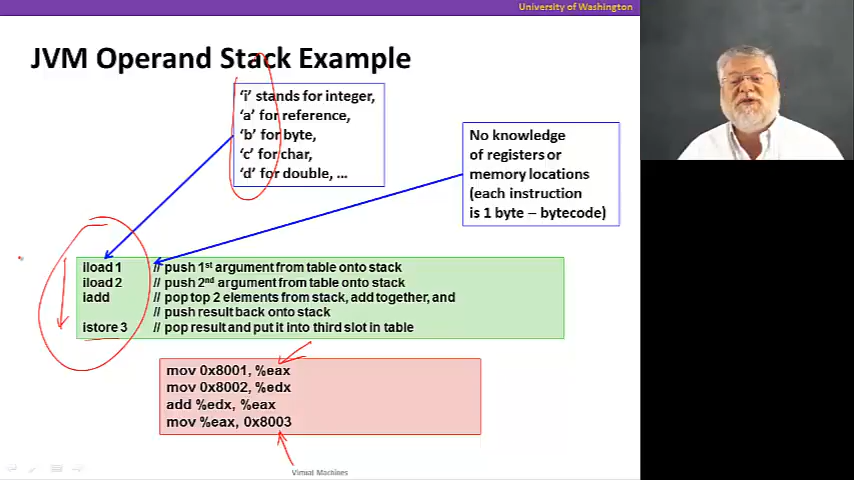 University of Washington
JVM Operand Stack Example
'i' stands for integer,
'a' for reference,
'b' for byte,
'c' for char,
'd' for double, ...
No knowledge
of registers or
memory locations
(each instruction
is 1 byte – bytecode)
iload 1 // push 1st argument from table onto stack
iload 2 // push 2nd argument from table onto stack
iadd // pop top 2 elements from stack, add together, and
// push result back onto stack
istore 3 // pop result and put it into third slot in table
mov 0x8001, %eax
mov 0x8002, %edx
add %edx, %eax
mov %eax, 0x8003
Virtual Machines